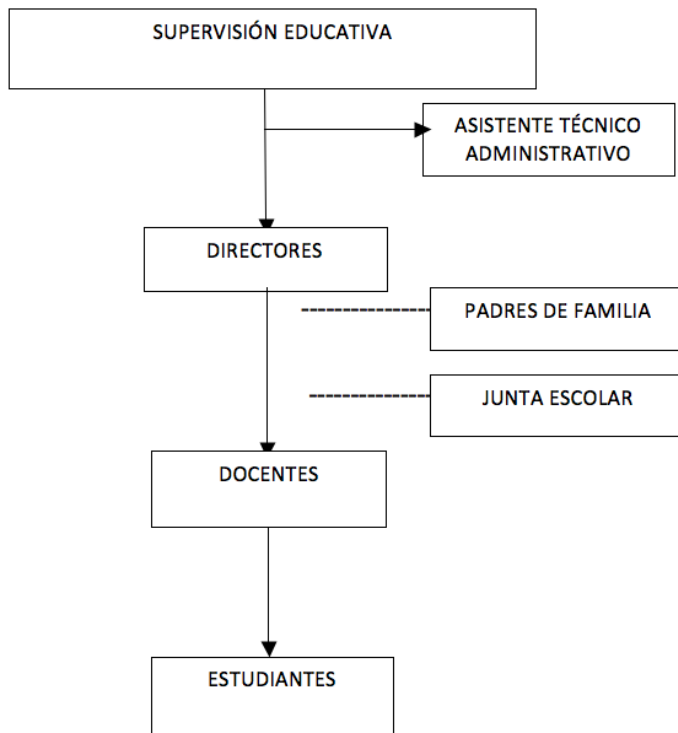 SUPERVISIÓN EDUCATIVA
ASISTENTE TÉCNICO
ADMINISTRATIVO
DIRECTORES
PADRES DE FAMILIA
JUNTA ESCOLAR
DOCENTES
ESTUDIANTES